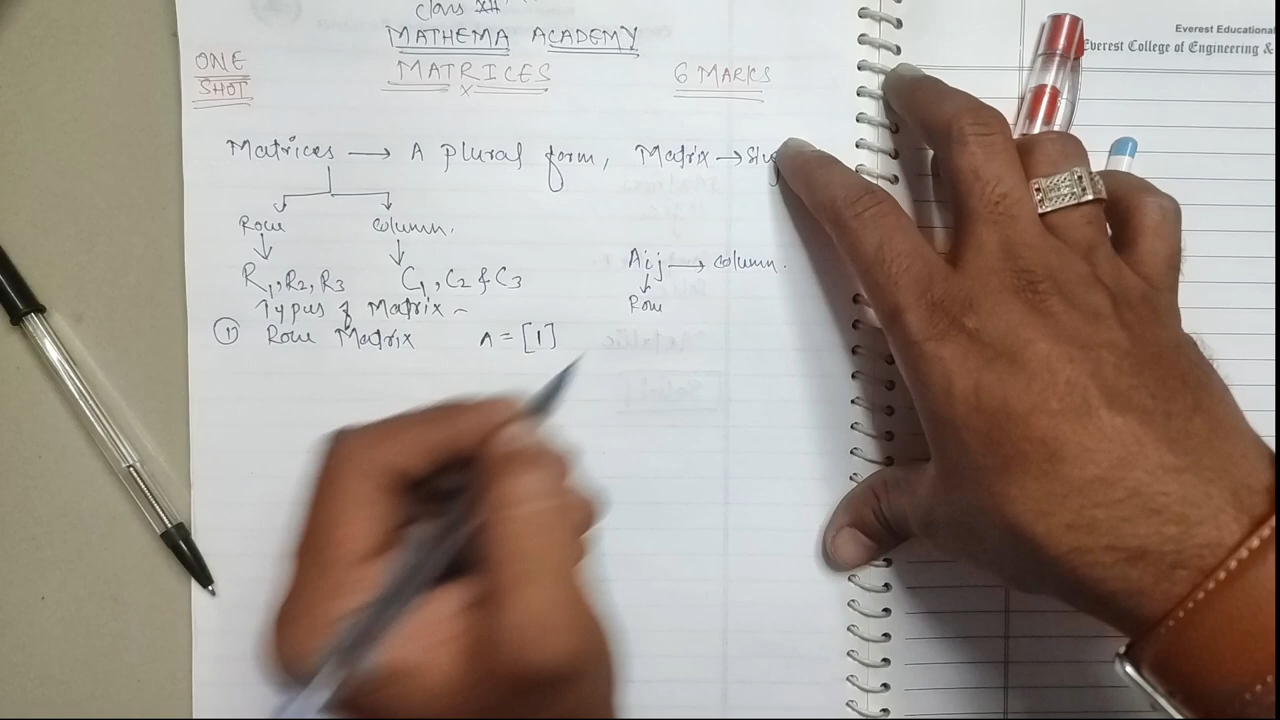 class XII
MATHEMA ACADEMY
ONE SHOT
MATRICES
6 MARKS
x
Matrices → A plural form, Matrix →
Row column.
R1, R2, R3 C1, C2 & C3
Aij → column.
Row
Types of Matrix ~
① Row Matrix A = [1]
Everest Educational
Everest College of Engineering &